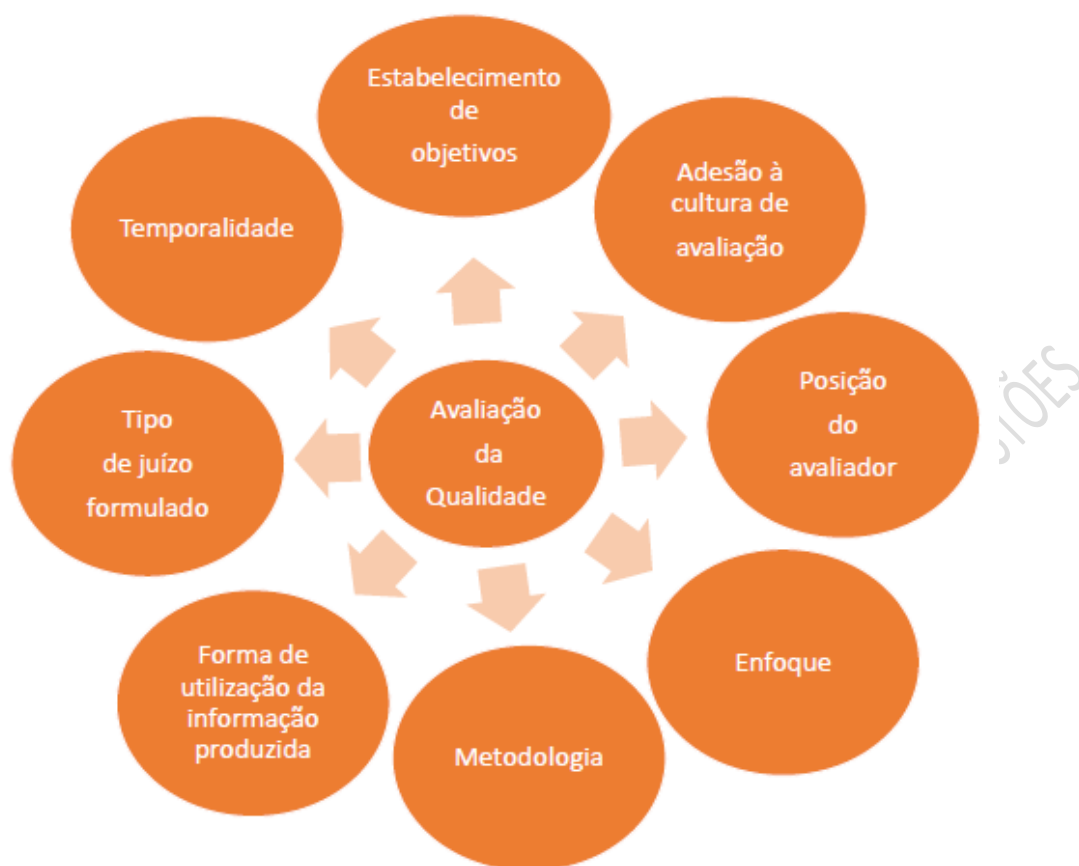 Estabelecimento
de
objetivos
Adesão à
cultura de
avaliação
Temporalidade
Posição
do
avaliador
Avaliação
da
Qualidade
Tipo
de juízo
formulado
Enfoque
Forma de
utilização da
informação
produzida
Metodologia